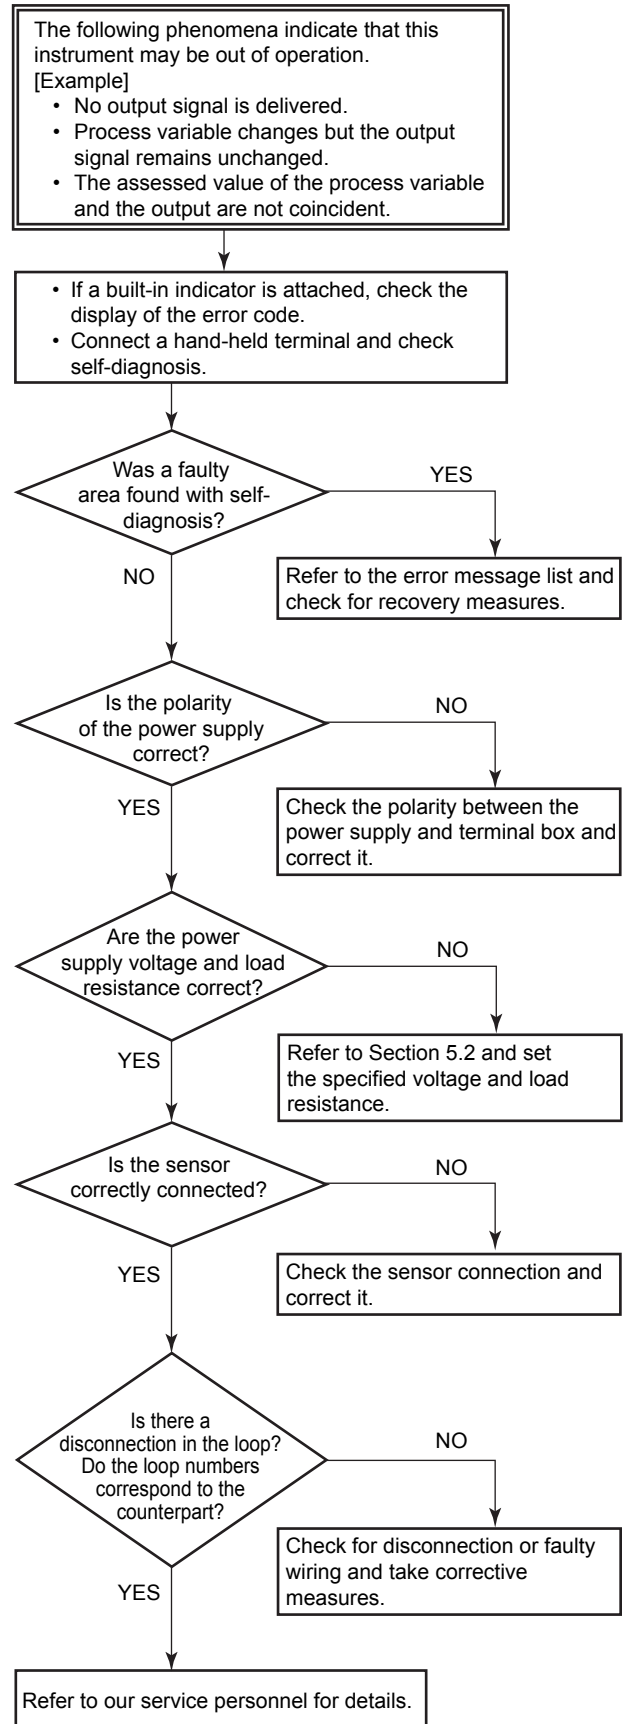 The following phenomena indicate that this
instrument may be out of operation.
[Example]
• No output signal is delivered.
• Process variable changes but the output
signal remains unchanged.
• The assessed value of the process variable
and the output are not coincident.
• If a built-in indicator is attached, check the
display of the error code.
• Connect a hand-held terminal and check
self-diagnosis.
Was a faulty
area found with self-
diagnosis?
YES
NO
Refer to the error message list and
check for recovery measures.
Is the polarity
of the power supply
correct?
NO
YES
Check the polarity between the
power supply and terminal box and
correct it.
Are the power
supply voltage and load
resistance correct?
NO
YES
Refer to Section 5.2 and set
the specified voltage and load
resistance.
Is the sensor
correctly connected?
NO
YES
Check the sensor connection and
correct it.
Is there a
disconnection in the loop?
Do the loop numbers
correspond to the
counterpart?
NO
YES
Check for disconnection or faulty
wiring and take corrective
measures.
Refer to our service personnel for details.